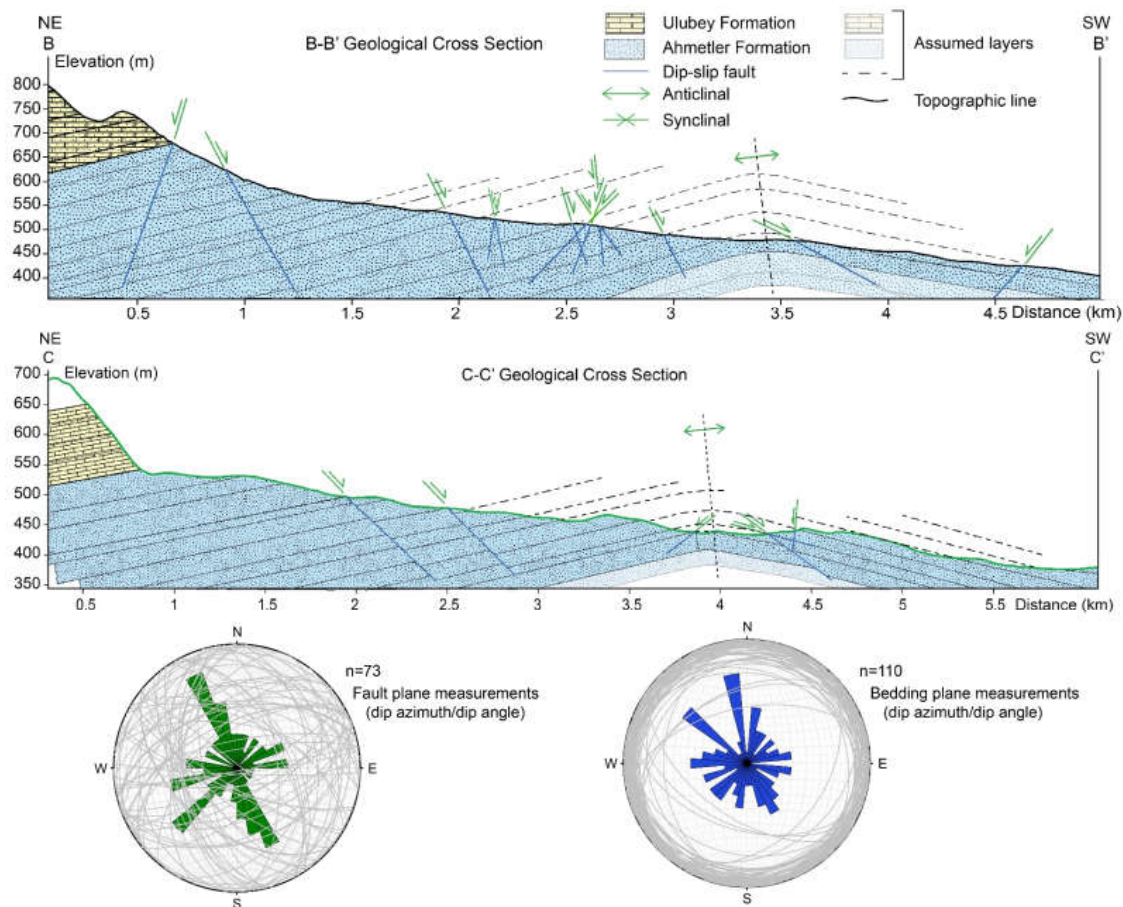 NE
B
Elevation (m)
B-B' Geological Cross Section
Ulubey Formation
Ahmetler Formation
Dip-slip fault
Anticlinal
Synclinal
Assumed layers
Topographic line
SW
B'
800
750
700
650
600
550
500
450
400
0.5
1
1.5
2
2.5
3
3.5
4
4.5
Distance (km)
NE
C
Elevation (m)
C-C' Geological Cross Section
SW
C'
700
650
600
550
500
450
400
350
0.5
1
1.5
2
2.5
3
3.5
4
4.5
5
5.5
Distance (km)
N
W
E
S
n=73
Fault plane measurements
(dip azimuth/dip angle)
N
W
E
S
n=110
Bedding plane measurements
(dip azimuth/dip angle)